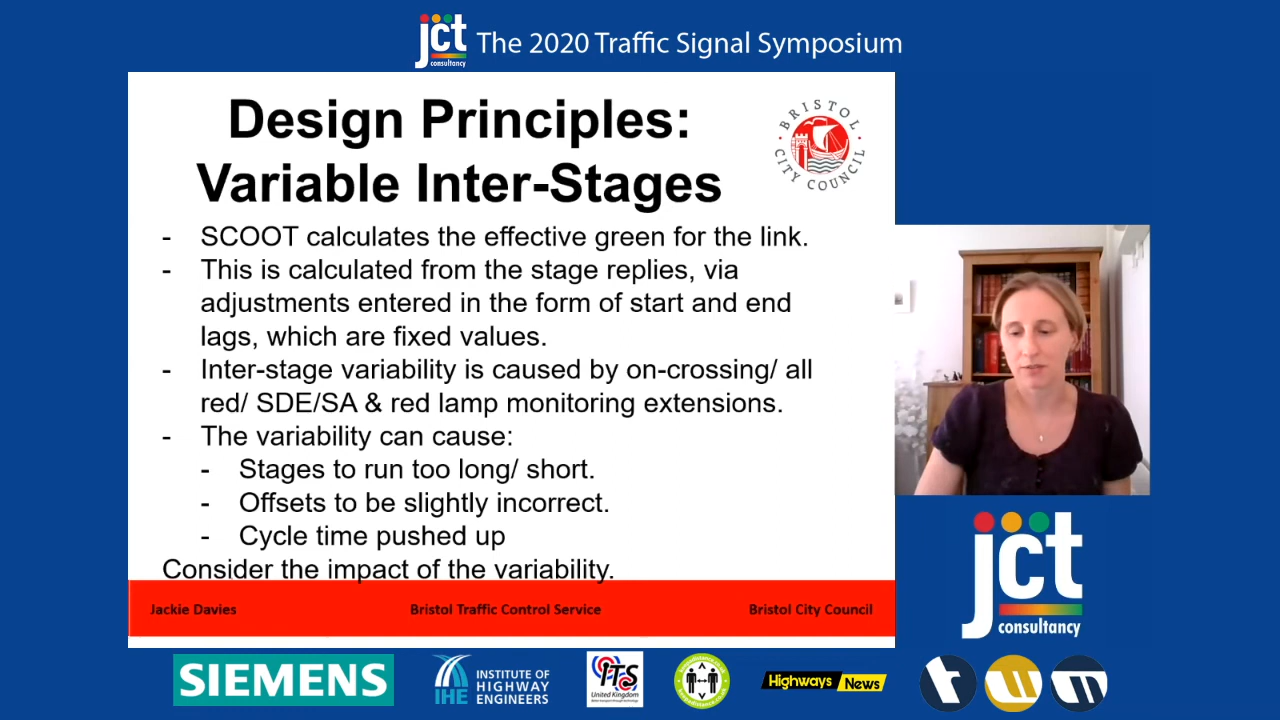 jct
consultancy
The 2020 Traffic Signal Symposium
Design Principles:
Variable Inter-Stages
BRISTOL
CITY COUNCIL
- SCOOT calculates the effective green for the link.
- This is calculated from the stage replies, via
adjustments entered in the form of start and end
lags, which are fixed values.
- Inter-stage variability is caused by on-crossing/ all
red/ SDE/SA & red lamp monitoring extensions.
- The variability can cause:
- Stages to run too long/ short.
- Offsets to be slightly incorrect.
- Cycle time pushed up
Consider the impact of the variability.
Jackie Davies
Bristol Traffic Control Service
Bristol City Council
jct
consultancy
SIEMENS
IHE
INSTITUTE OF
HIGHWAY
ENGINEERS
ITS
United Kingdom
Highways
News